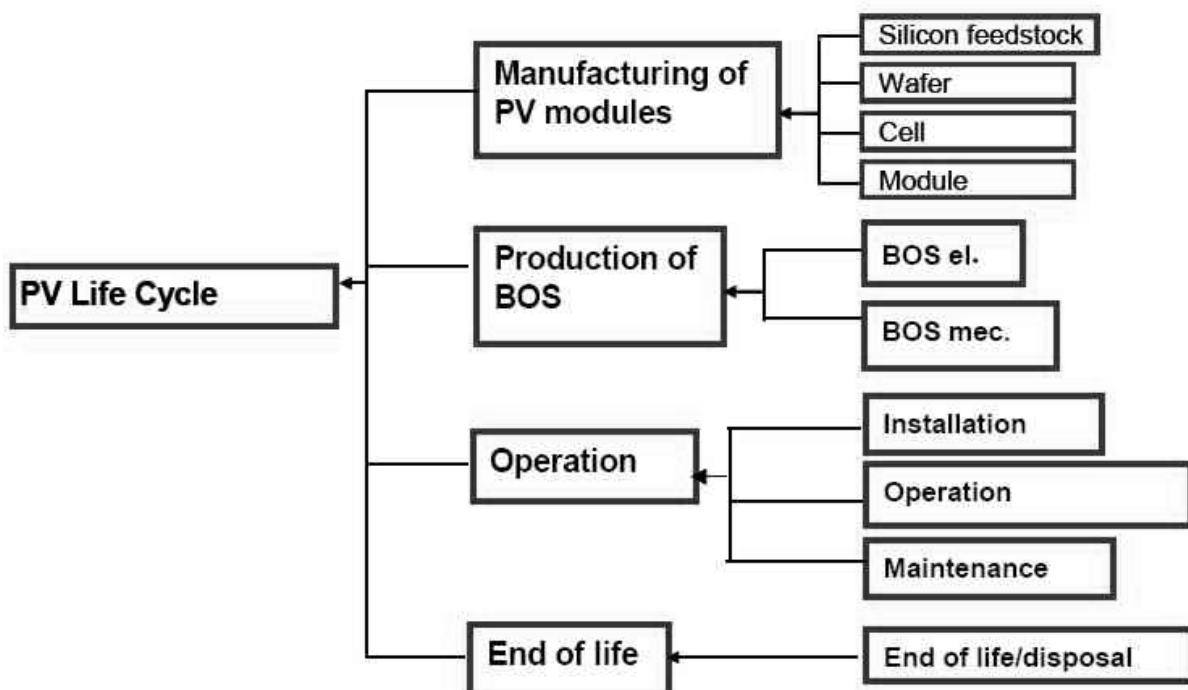 PV Life Cycle
Manufacturing of
PV modules
Silicon feedstock
Wafer
Cell
Module
Production of
BOS
BOS el.
BOS mec.
Operation
Installation
Operation
Maintenance
End of life
End of life/disposal